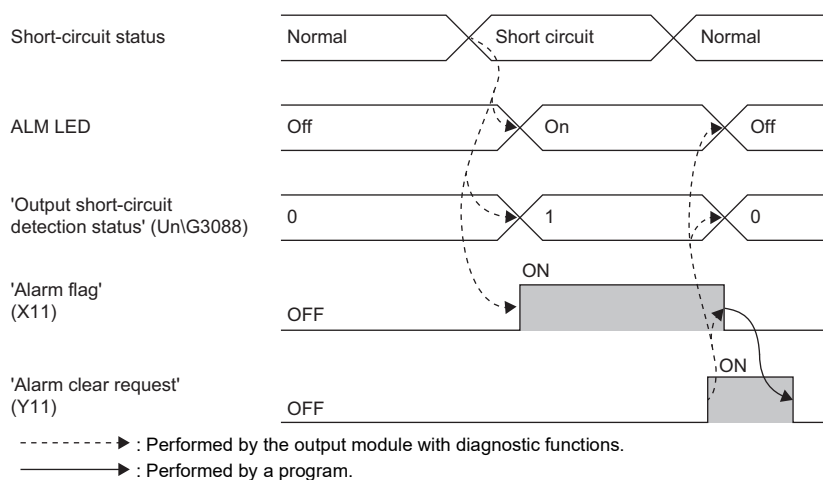 Short-circuit status
Normal
Short circuit
Normal
ALM LED
Off
On
Off
'Output short-circuit
detection status' (Un\G3088)
0
1
0
'Alarm flag'
(X11)
ON
OFF
'Alarm clear request'
(Y11)
ON
OFF
: Performed by the output module with diagnostic functions.
: Performed by a program.